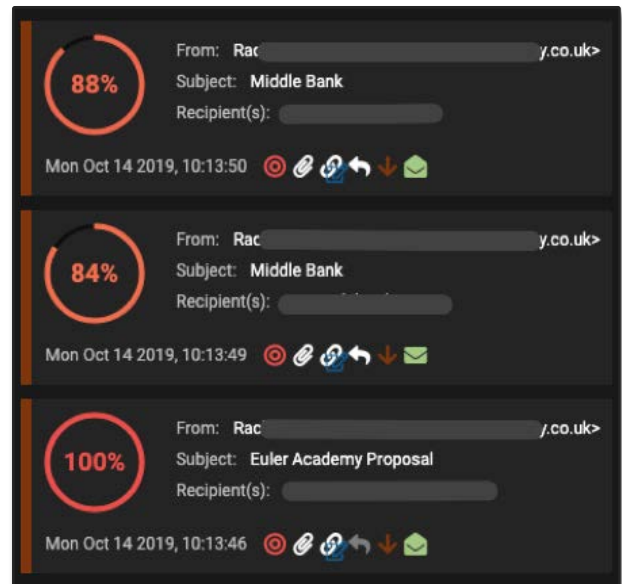 88%
From: Rac y.co.uk>
Subject: Middle Bank
Recipient(s):
Mon Oct 14 2019, 10:13:50
84%
From: Rac y.co.uk>
Subject: Middle Bank
Recipient(s):
Mon Oct 14 2019, 10:13:49
100%
From: Rac y.co.uk>
Subject: Euler Academy Proposal
Recipient(s):
Mon Oct 14 2019, 10:13:46